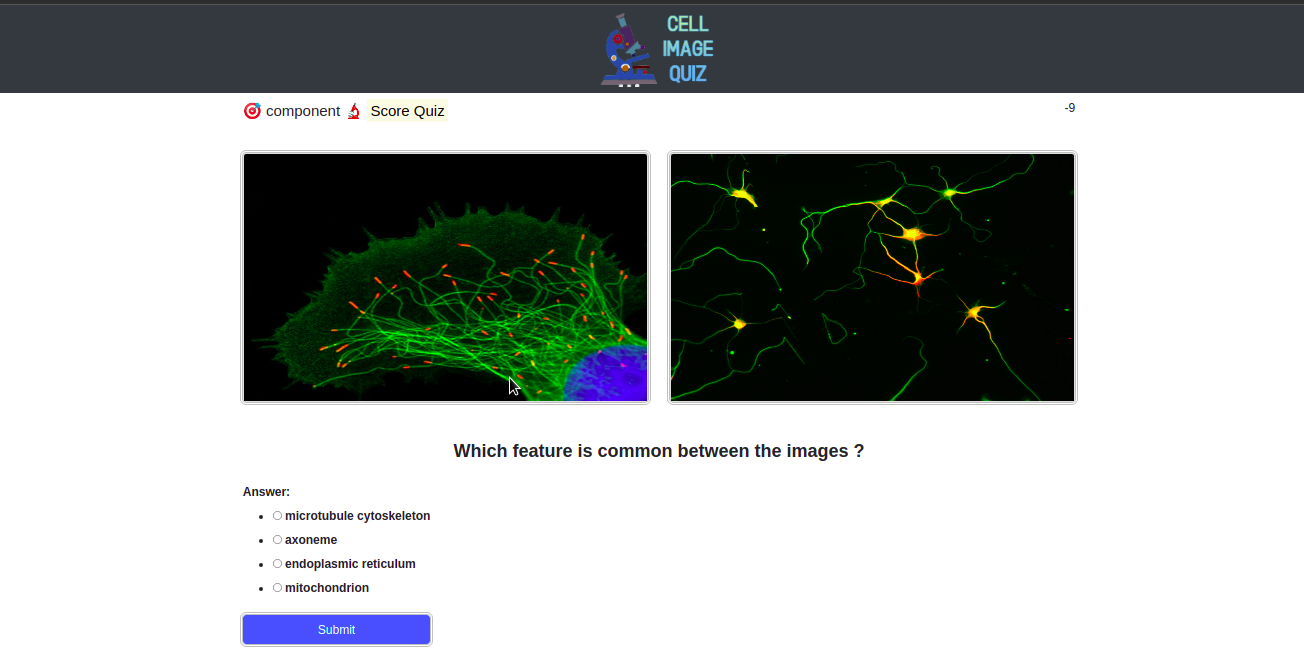 CELL
IMAGE
QUIZ
🎯 component 🔬 Score Quiz
-9
Which feature is common between the images ?
Answer:
microtubule cytoskeleton
axoneme
endoplasmic reticulum
mitochondrion
Submit